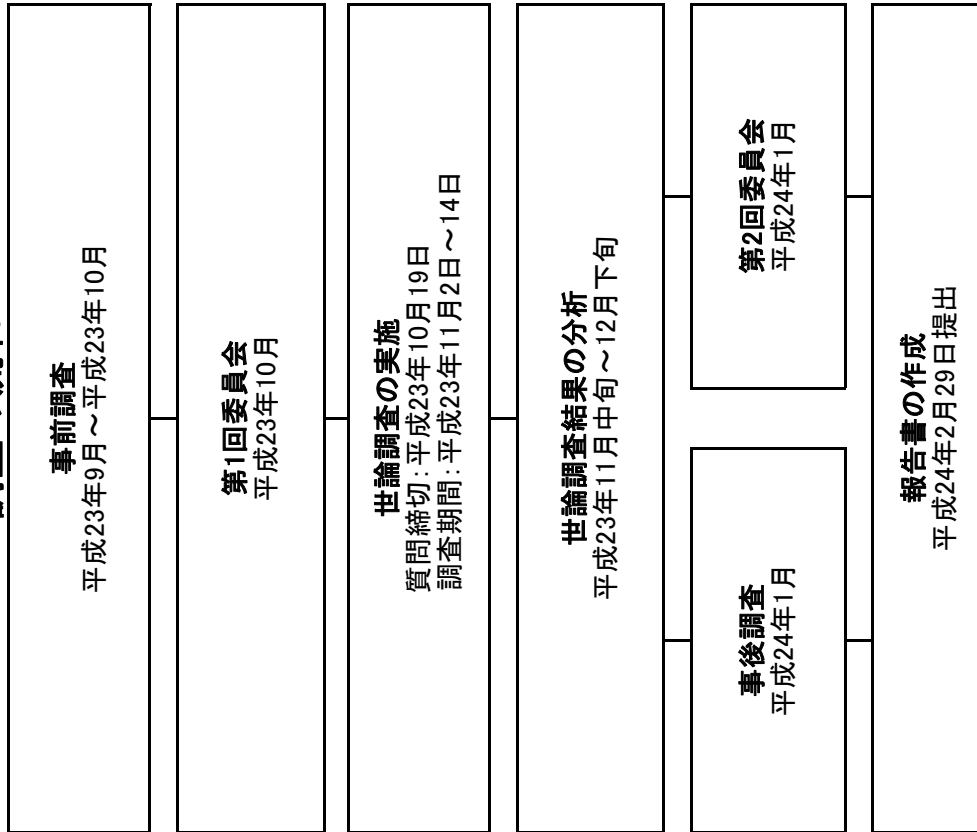 事前調査
平成23年9月～平成23年10月
第1回委員会
平成23年10月
世論調査の実施
質問締切：平成23年10月19日
調査期間：平成23年11月2日～14日
世論調査結果の分析
平成23年11月中旬～12月下旬
事後調査
平成24年1月
第2回委員会
平成24年1月
報告書の作成
平成24年2月29日提出